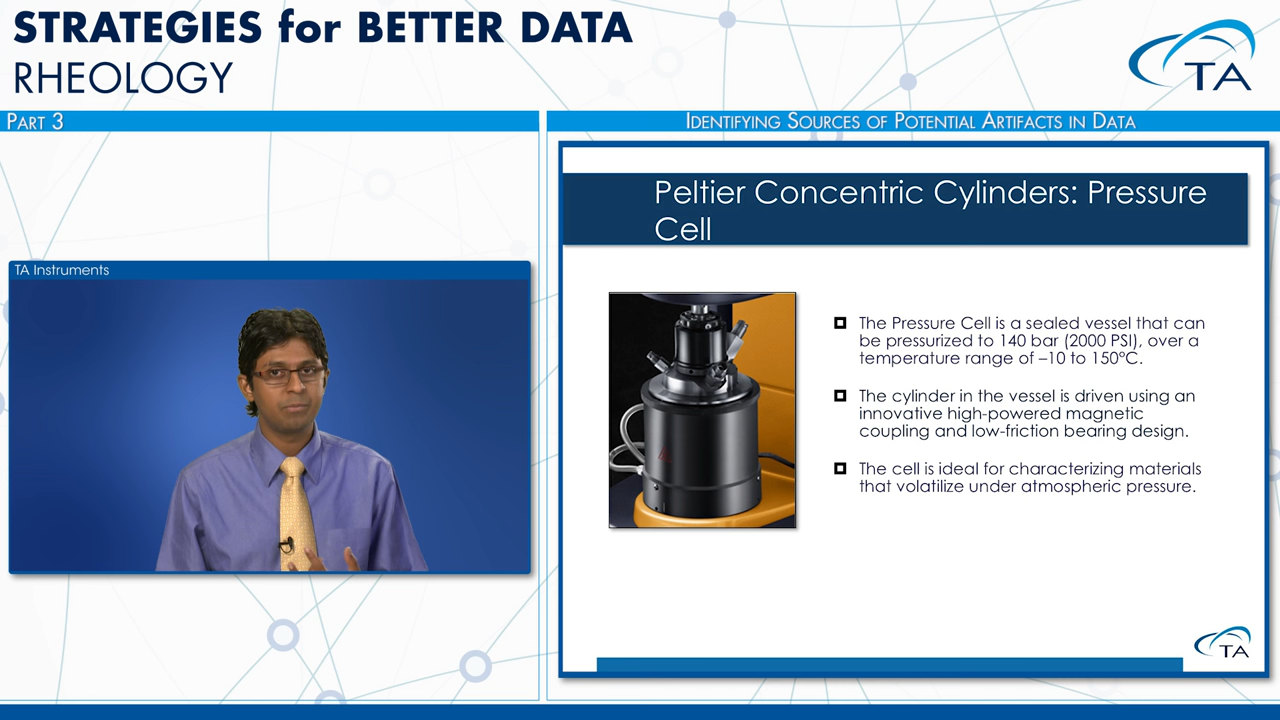 STRATEGIES for BETTER DATA
RHEOLOGY
TA
PART 3
IDENTIFYING SOURCES OF POTENTIAL ARTIFACTS IN DATA
TA Instruments
Peltier Concentric Cylinders: Pressure
Cell
The Pressure Cell is a sealed vessel that can
be pressurized to 140 bar (2000 PSI), over a
temperature range of –10 to 150°C.
The cylinder in the vessel is driven using an
innovative high-powered magnetic
coupling and low-friction bearing design.
The cell is ideal for characterizing materials
that volatilize under atmospheric pressure.
TA